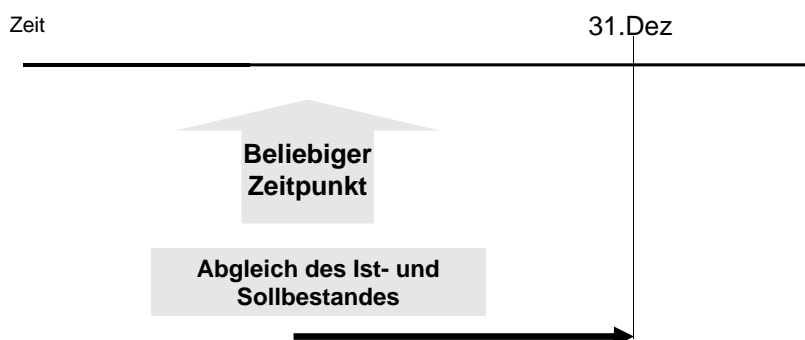 Zeit
31.Dez
Beliebiger
Zeitpunkt
Abgleich des Ist- und
Sollbestandes